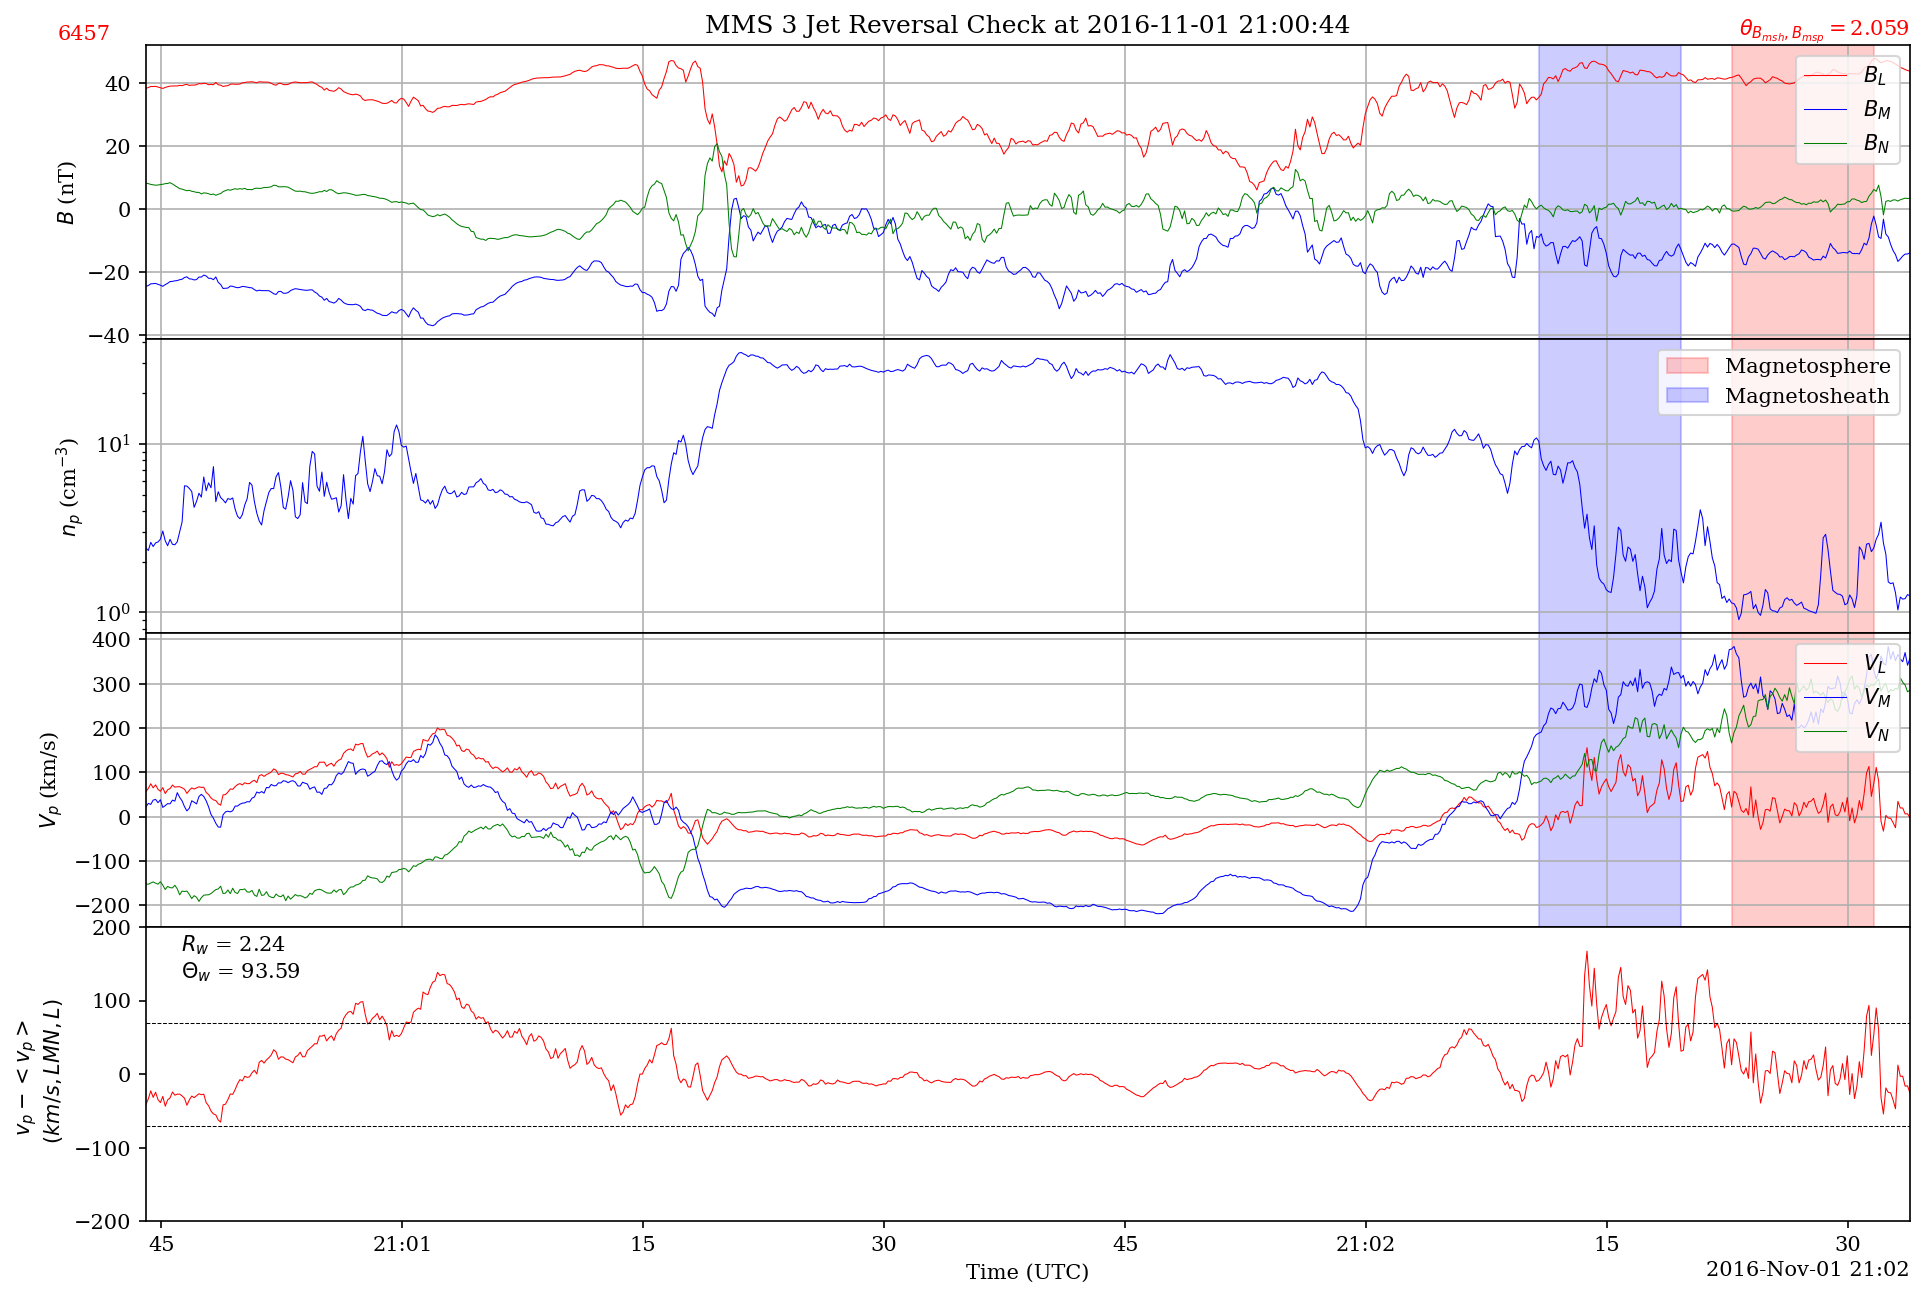 MMS 3 Jet Reversal Check at 2016-11-01 21:00:44
6457
θ_{B_{msh}, B_{msp}} = 2.059
B (nT)
40
20
0
−20
−40
B_L
B_M
B_N
n_p (cm^{−3})
10^1
10^0
Magnetosphere
Magnetosheath
V_p (km/s)
400
300
200
100
0
−100
−200
V_L
V_M
V_N
v_p − < v_p >
(km/s, LMN, L)
200
100
0
−100
−200
R_w = 2.24
Θ_w = 93.59
45
21:01
15
30
45
21:02
15
30
Time (UTC)
2016-Nov-01 21:02